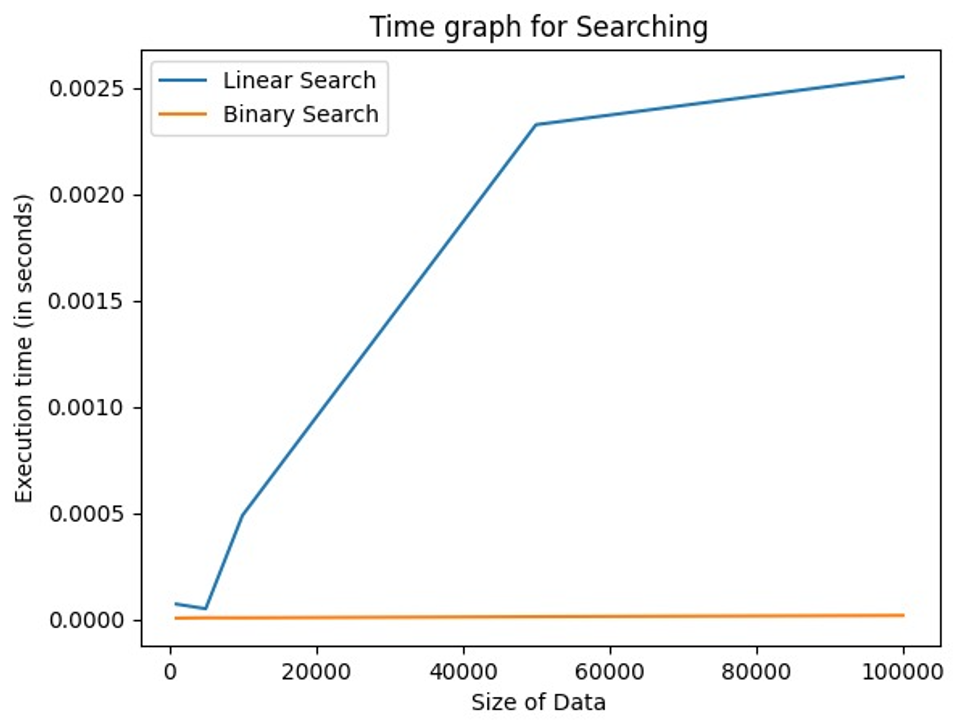 Time graph for Searching
Linear Search
Binary Search
0.0025
0.0020
0.0015
0.0010
0.0005
0.0000
Execution time (in seconds)
0 20000 40000 60000 80000 100000
Size of Data